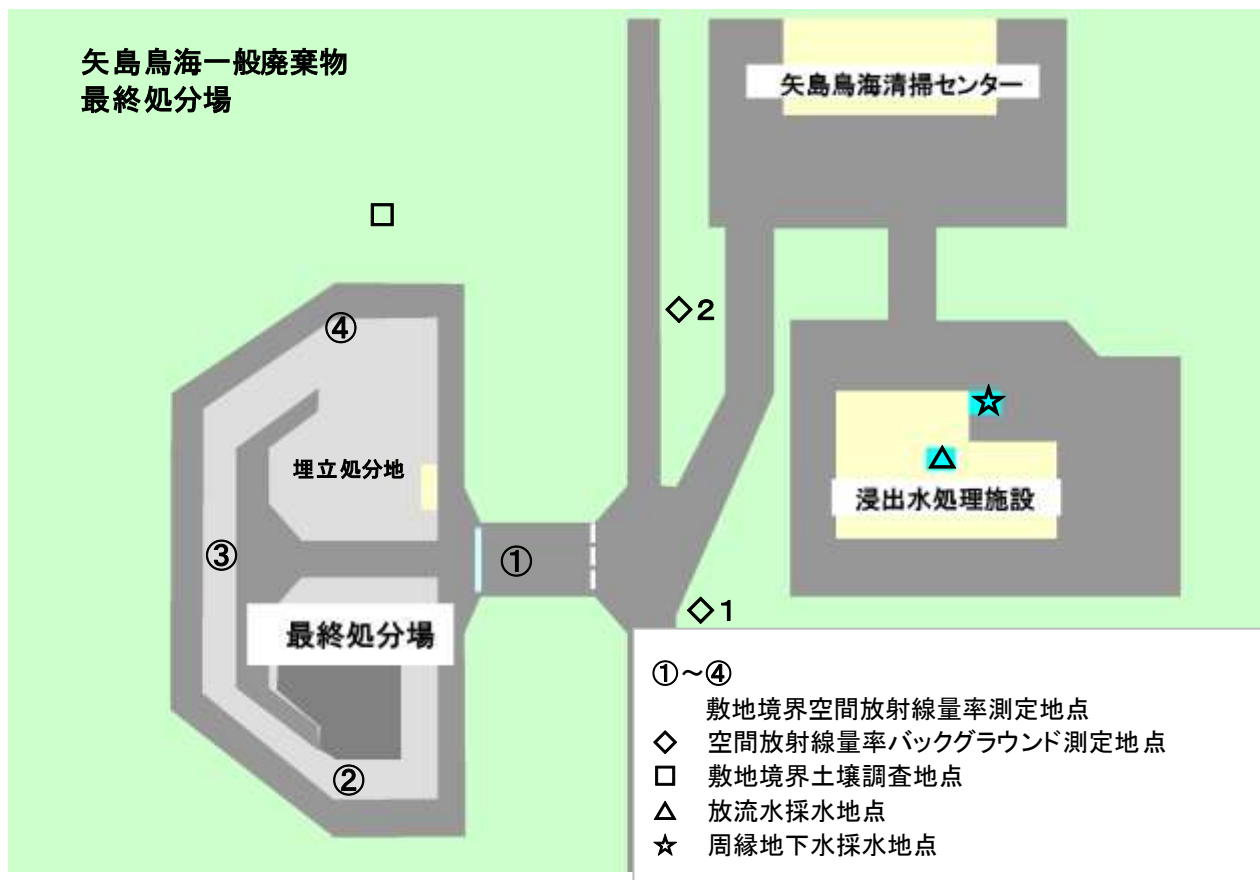 矢島鳥海一般廃棄物
最終処分場
矢島鳥海清掃センター
□
④
◇2
☆
埋立処分地
△
浸出水処理施設
③
①
◇1
最終処分場
②
①~④
敷地境界空間放射線量率測定地点
◇ 空間放射線量率バックグラウンド測定地点
□ 敷地境界土壌調査地点
△ 放流水採水地点
☆ 周縁地下水採水地点